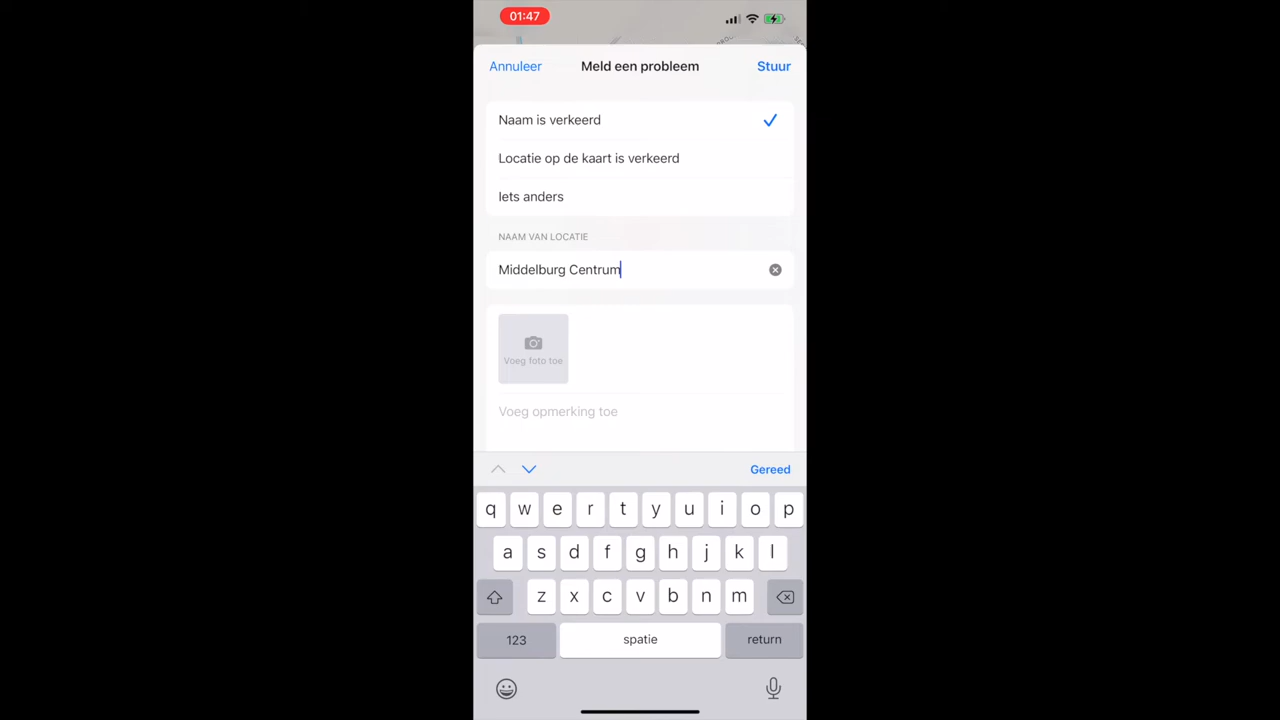 01:47
Annuleer Meld een probleem Stuur
Naam is verkeerd
Locatie op de kaart is verkeerd
Iets anders
NAAM VAN LOCATIE
Middelburg Centrum
Voeg foto toe
Voeg opmerking toe
Gereed
q w e r t y u i o p
a s d f g h j k l
z x c v b n m
123 spatie return